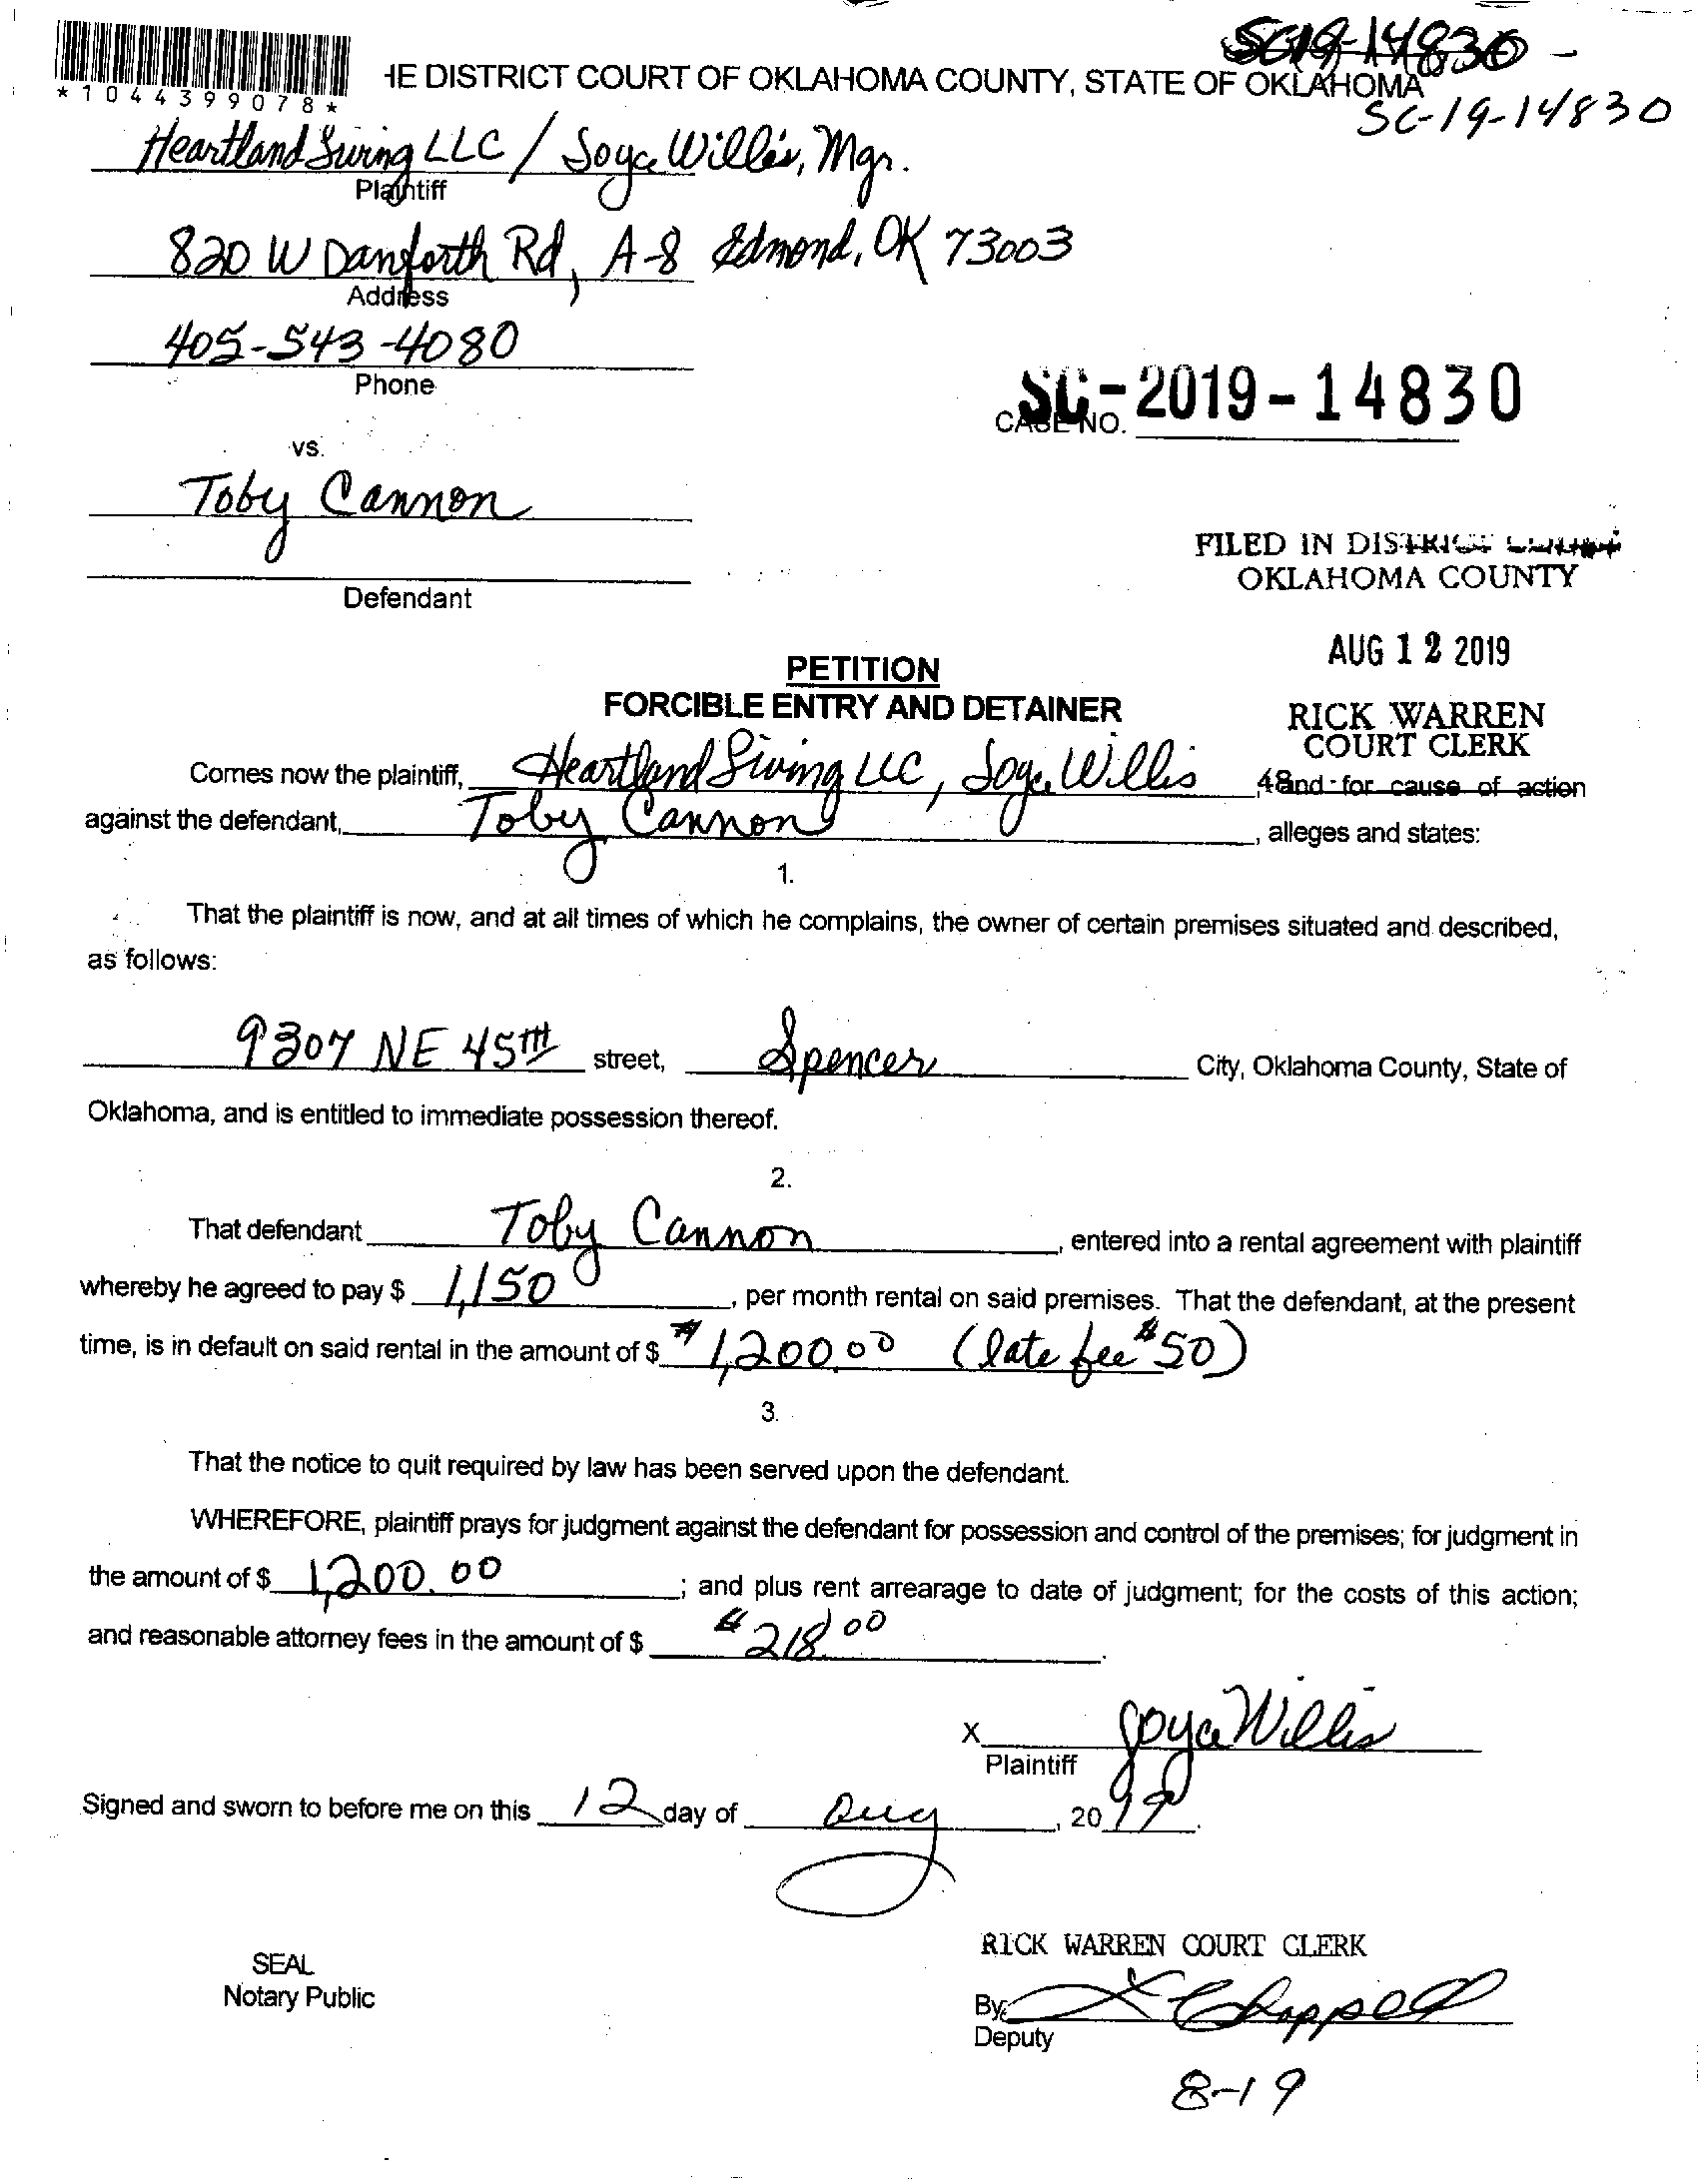 SC19-14830 -
*1044399078*
HE DISTRICT COURT OF OKLAHOMA COUNTY, STATE OF OKLAHOMA
SC-19-14830
Heartland Living LLC / Joyce Willis, Mgr.
Plaintiff
820 W Danforth Rd, A-8 Edmond, OK 73003
Address
405-543-4080
Phone
SC-2019-14830
CASE NO.
vs.
Toby Cannon
FILED IN DISTRICT COURT
OKLAHOMA COUNTY
Defendant
AUG 12 2019
PETITION
FORCIBLE ENTRY AND DETAINER
RICK WARREN
COURT CLERK
Comes now the plaintiff, Heartland Living LLC, Joyce Willis 48 and for cause of action
against the defendant, Toby Cannon, alleges and states:
1.
That the plaintiff is now, and at all times of which he complains, the owner of certain premises situated and described,
as follows:
9307 NE 45TH street, Spencer City, Oklahoma County, State of
Oklahoma, and is entitled to immediate possession thereof.
2.
That defendant Toby Cannon, entered into a rental agreement with plaintiff
whereby he agreed to pay $ 1,150, per month rental on said premises. That the defendant, at the present
time, is in default on said rental in the amount of $ $1,200.00 (late fee $50)
3.
That the notice to quit required by law has been served upon the defendant.
WHEREFORE, plaintiff prays for judgment against the defendant for possession and control of the premises; for judgment in
the amount of $ 1,200.00; and plus rent arrearage to date of judgment; for the costs of this action;
and reasonable attorney fees in the amount of $ $218.00.
X Joyce Willis
Plaintiff
Signed and sworn to before me on this 12 day of Aug, 2019.
RICK WARREN COURT CLERK
SEAL
Notary Public
By: Chappell
Deputy
8-19